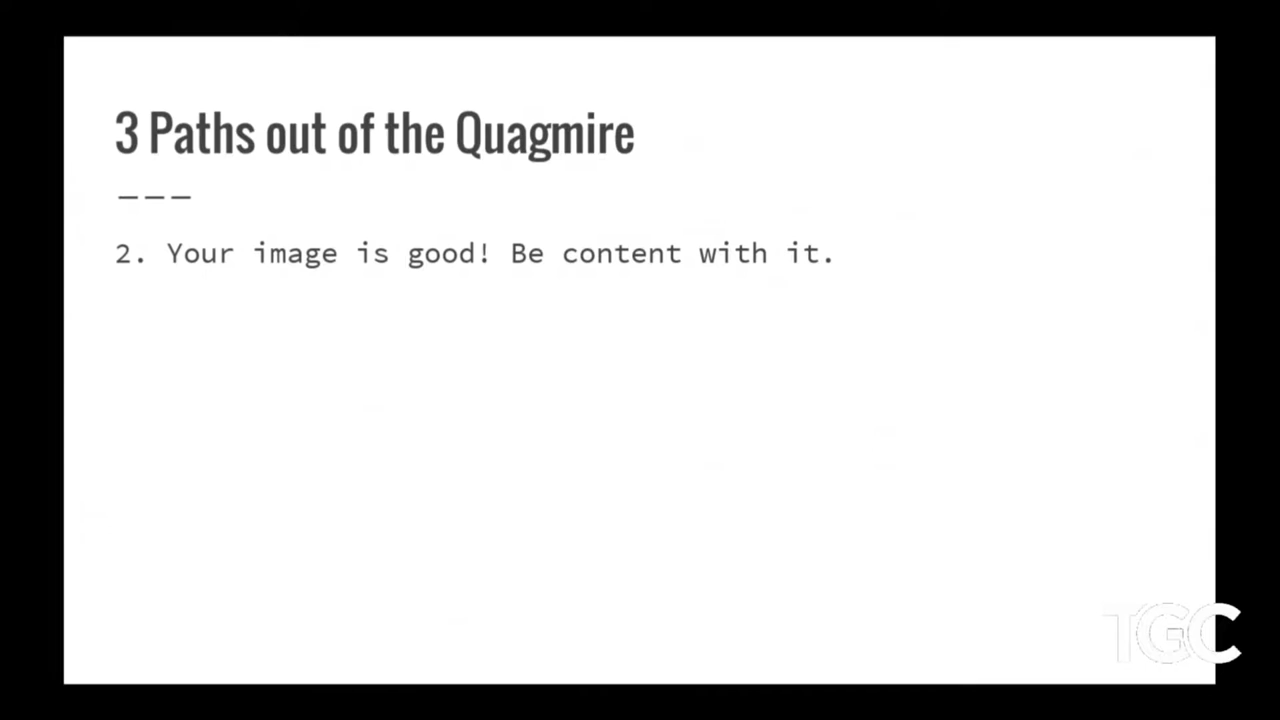 3 Paths out of the Quagmire
———
2. Your image is good! Be content with it.
TGC